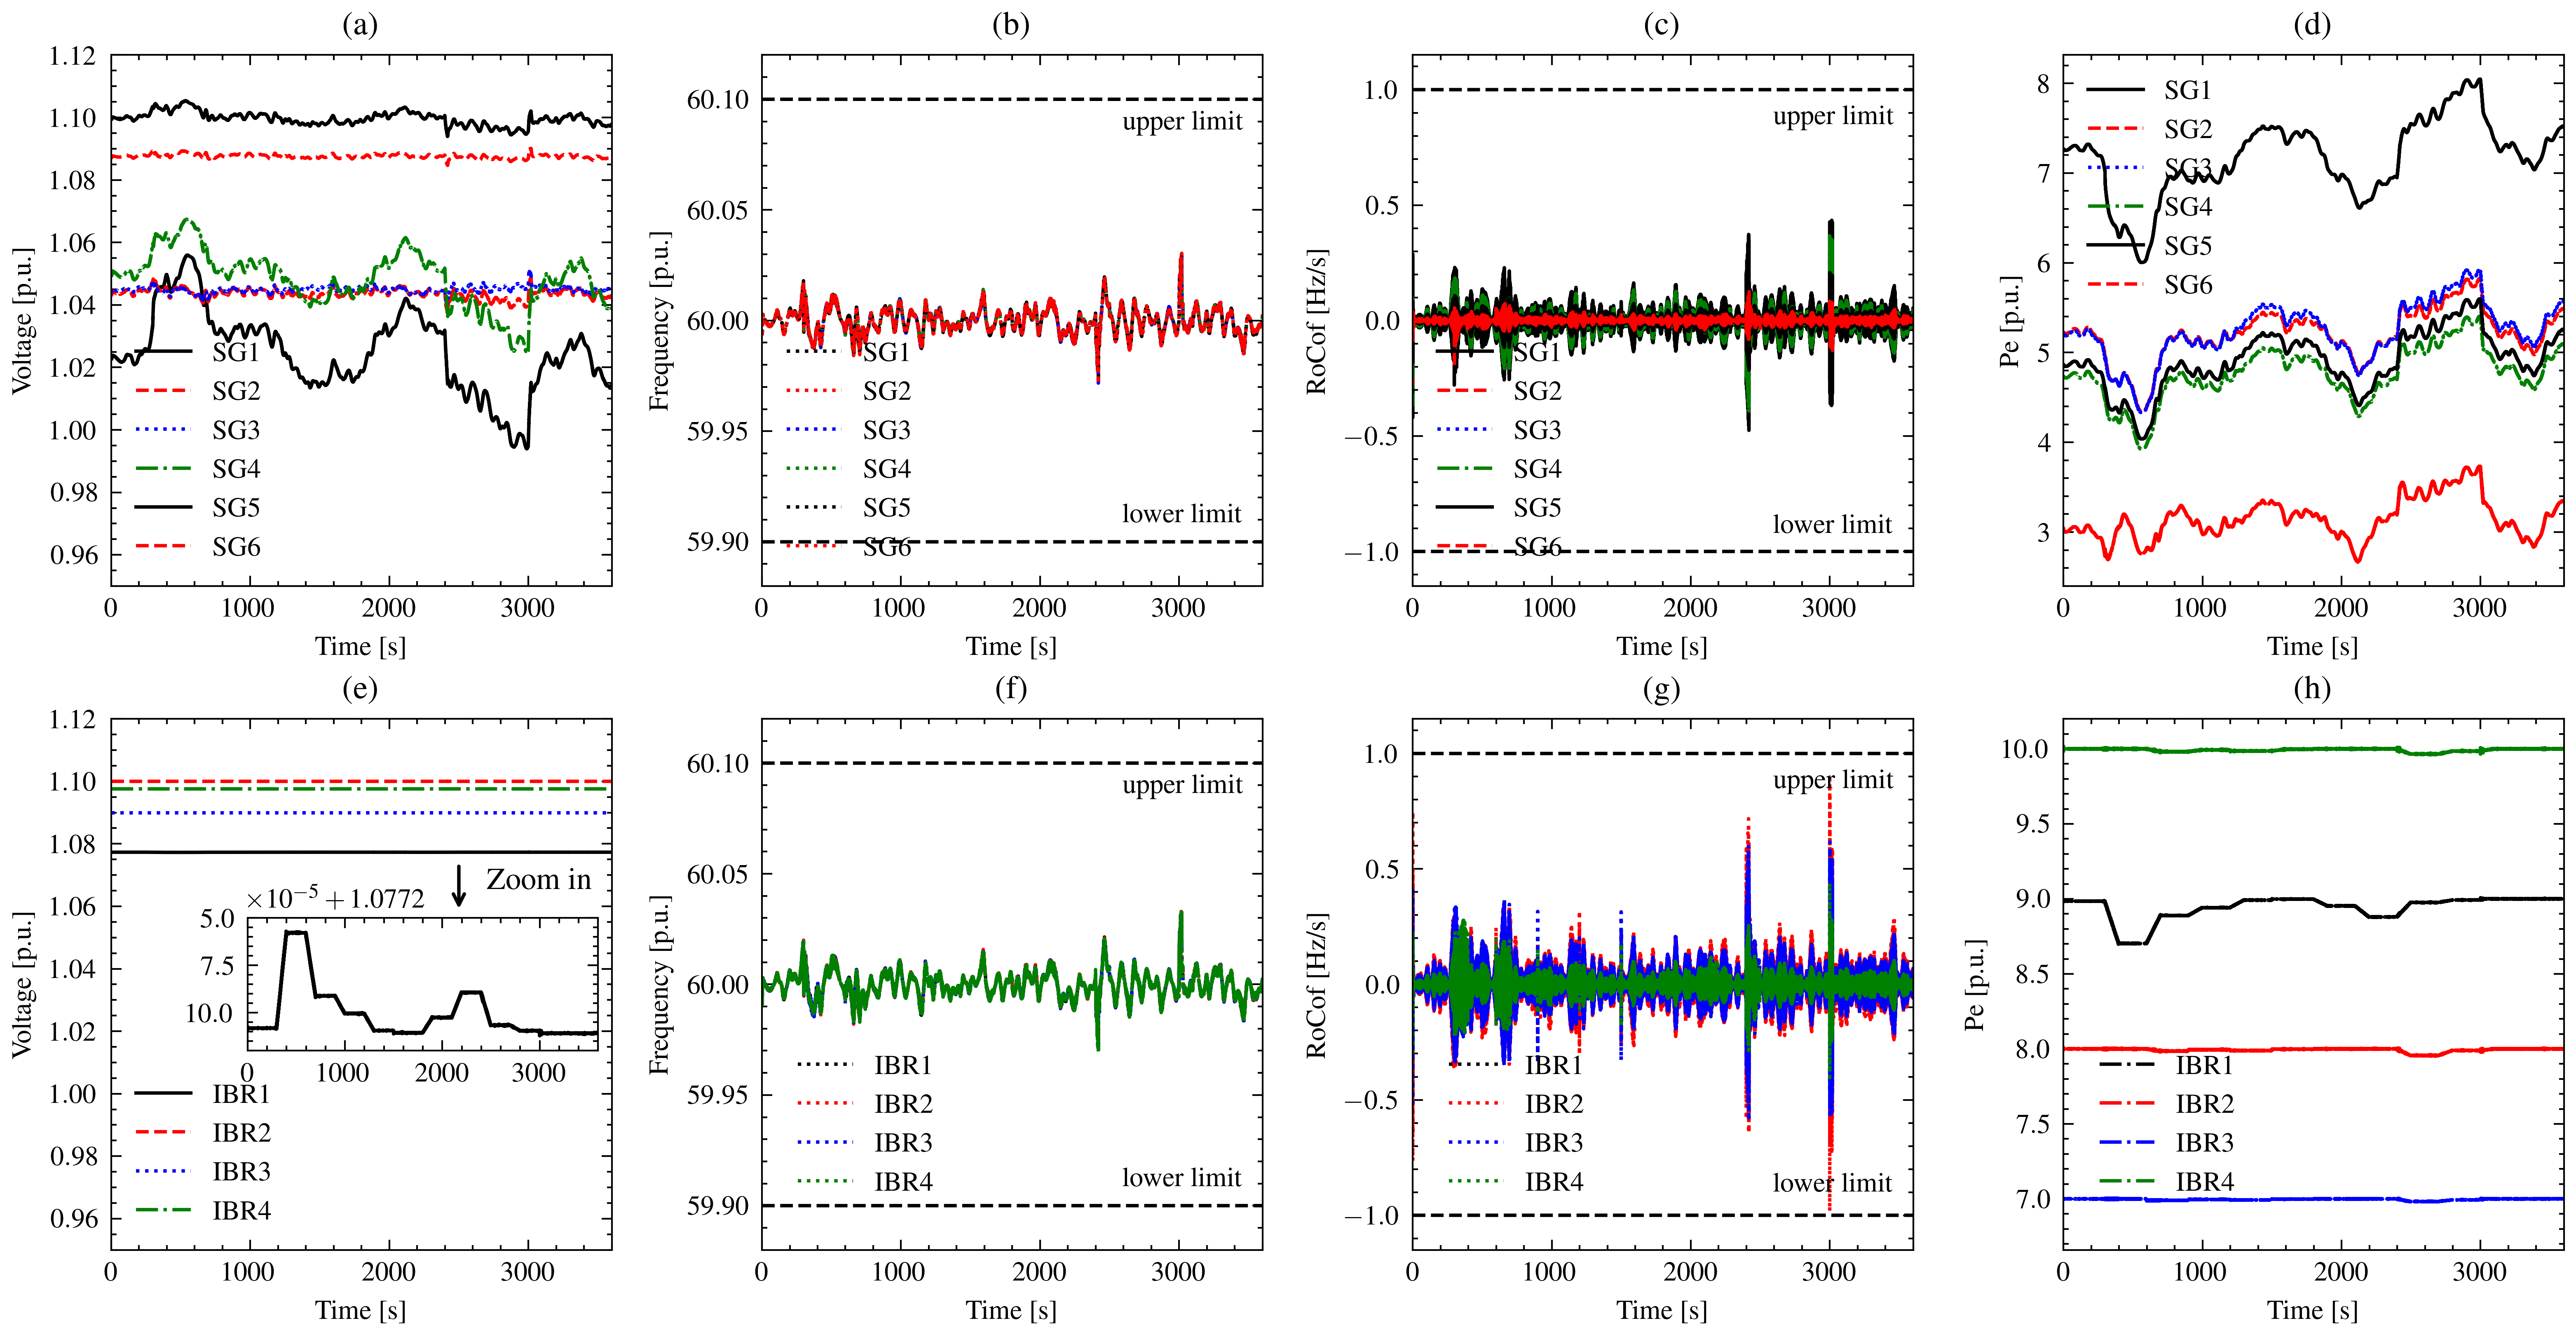 (a)
1.12
1.10
1.08
1.06
1.04
1.02
1.00
0.98
0.96
Voltage [p.u.]
SG1
SG2
SG3
SG4
SG5
SG6
0 1000 2000 3000
Time [s]
(b)
60.10
60.05
60.00
59.95
59.90
Frequency [p.u.]
upper limit
lower limit
SG1
SG2
SG3
SG4
SG5
SG6
0 1000 2000 3000
Time [s]
(c)
1.0
0.5
0.0
−0.5
−1.0
RoCof [Hz/s]
upper limit
lower limit
SG1
SG2
SG3
SG4
SG5
SG6
0 1000 2000 3000
Time [s]
(d)
8
7
6
5
4
3
Pe [p.u.]
SG1
SG2
SG3
SG4
SG5
SG6
0 1000 2000 3000
Time [s]
(e)
1.12
1.10
1.08
1.06
1.04
1.02
1.00
0.98
0.96
Voltage [p.u.]
Zoom in
×10⁻⁵+1.0772
5.0
7.5
10.0
0 1000 2000 3000
IBR1
IBR2
IBR3
IBR4
0 1000 2000 3000
Time [s]
(f)
60.10
60.05
60.00
59.95
59.90
Frequency [p.u.]
upper limit
lower limit
IBR1
IBR2
IBR3
IBR4
0 1000 2000 3000
Time [s]
(g)
1.0
0.5
0.0
−0.5
−1.0
RoCof [Hz/s]
upper limit
lower limit
IBR1
IBR2
IBR3
IBR4
0 1000 2000 3000
Time [s]
(h)
10.0
9.5
9.0
8.5
8.0
7.5
7.0
Pe [p.u.]
IBR1
IBR2
IBR3
IBR4
0 1000 2000 3000
Time [s]